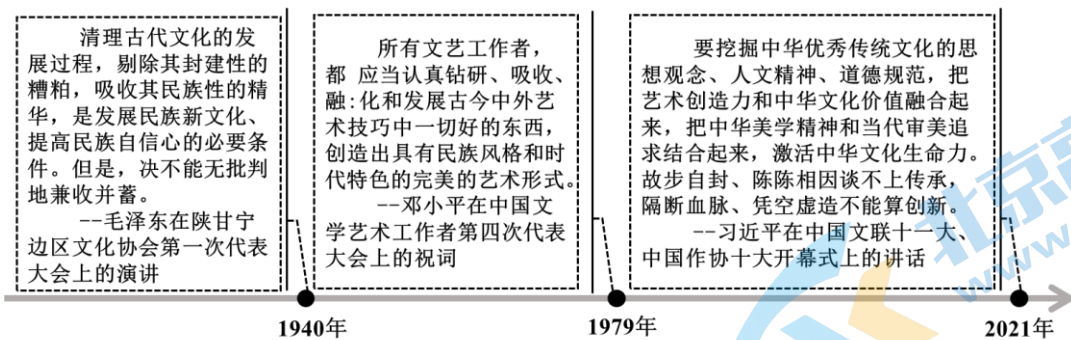 清理古代文化的发
展过程，剔除其封建性的
糟粕，吸收其民族性的精
华，是发展民族新文化、
提高民族自信心的必要条
件。但是，决不能无批判
地兼收并蓄。
--毛泽东在陕甘宁
边区文化协会第一次代表
大会上的演讲
所有文艺工作者，
都 应当认真钻研、吸收、
融:化和发展古今中外艺
术技巧中一切好的东西，
创造出具有民族风格和时
代特色的完美的艺术形式。
--邓小平在中国文
学艺术工作者第四次代表
大会上的祝词
要挖掘中华优秀传统文化的思
想观念、人文精神、道德规范，把
艺术创造力和中华文化价值融合起
来，把中华美学精神和当代审美追
求结合起来，激活中华文化生命力。
故步自封、陈陈相因谈不上传承，
隔断血脉、凭空虚造不能算创新。
--习近平在中国文联十一大、
中国作协十大开幕式上的讲话
1940年
1979年
2021年
北京
www.